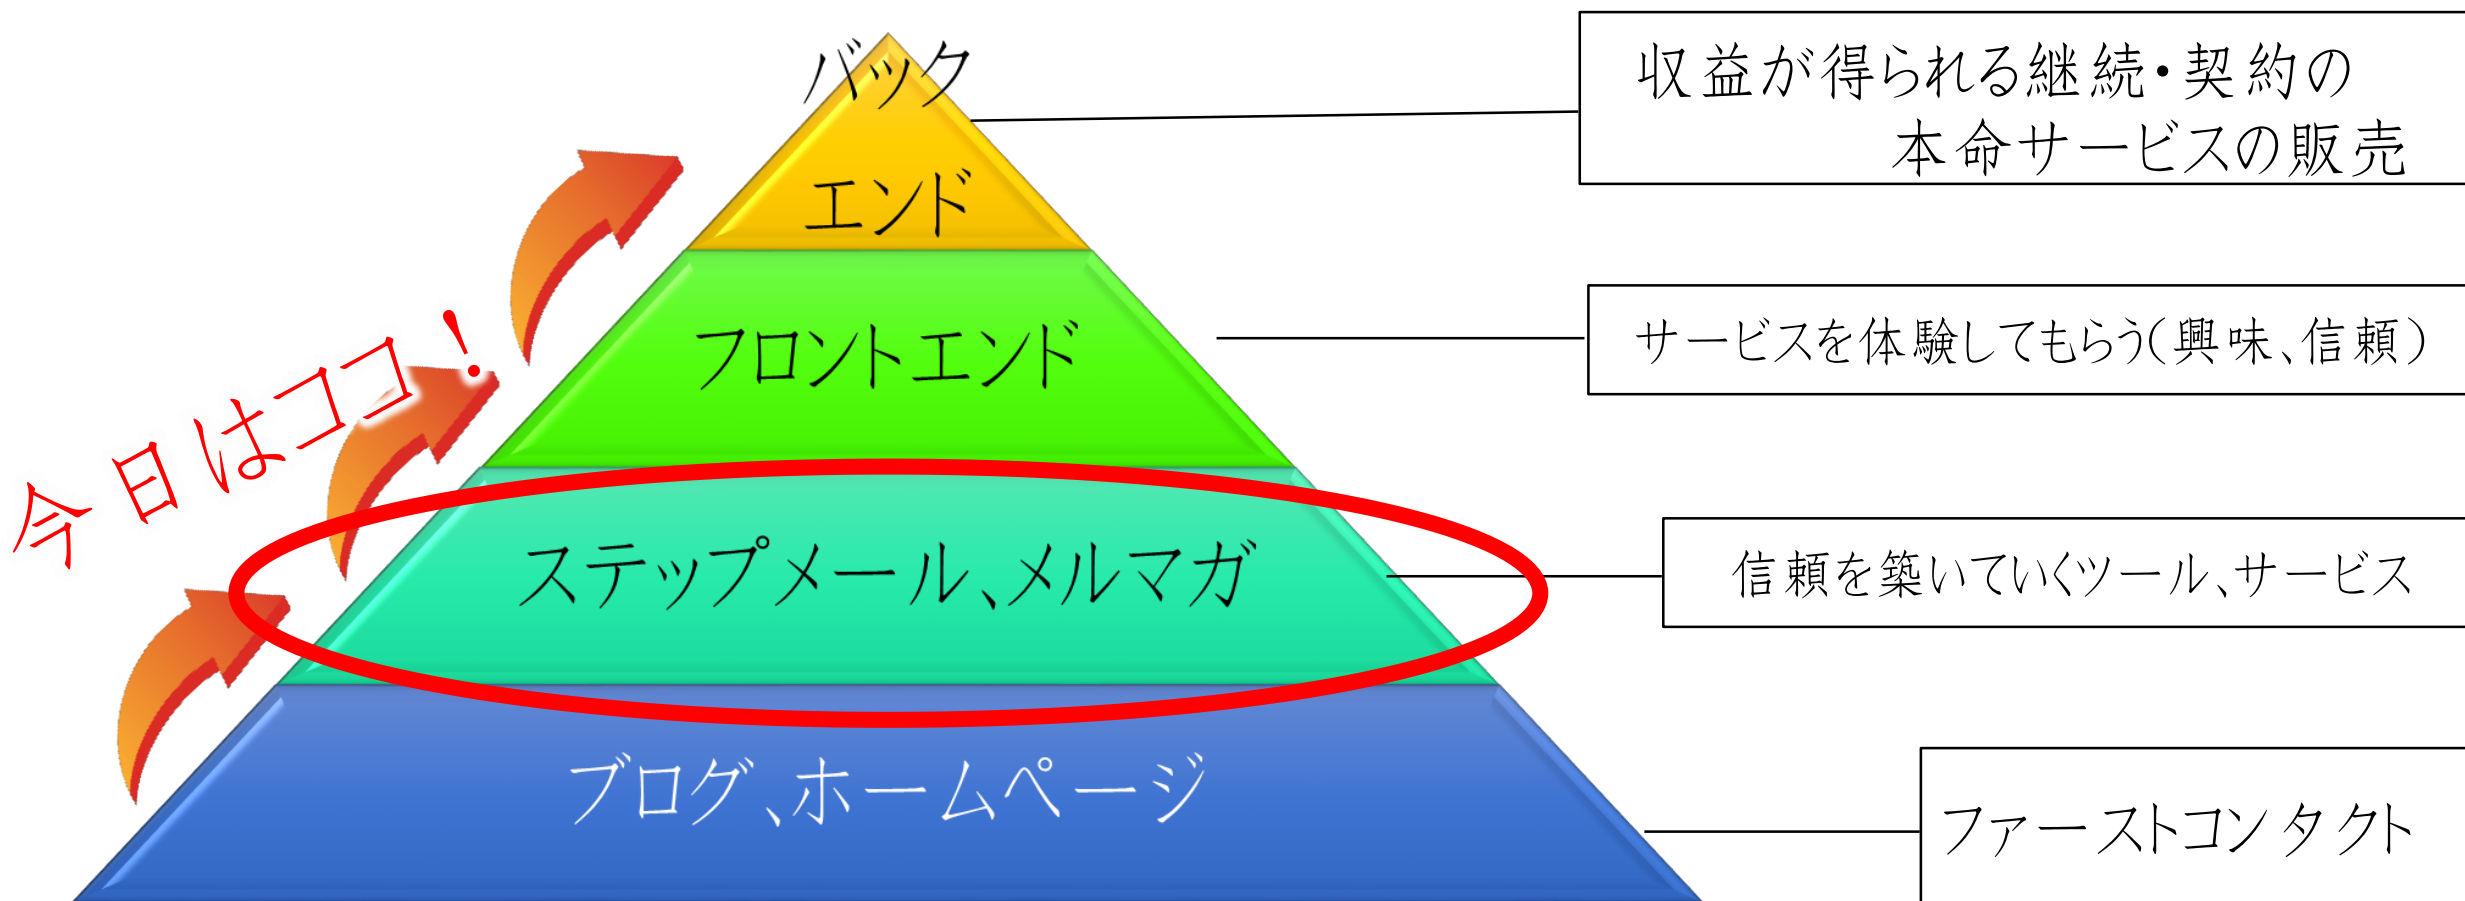 バック
エンド
収益が得られる継続・契約の
本命サービスの販売
フロントエンド
サービスを体験してもらう(興味、信頼)
今日はココ!
ステップメール、メルマガ
信頼を築いていくツール、サービス
ブログ、ホームページ
ファーストコンタクト